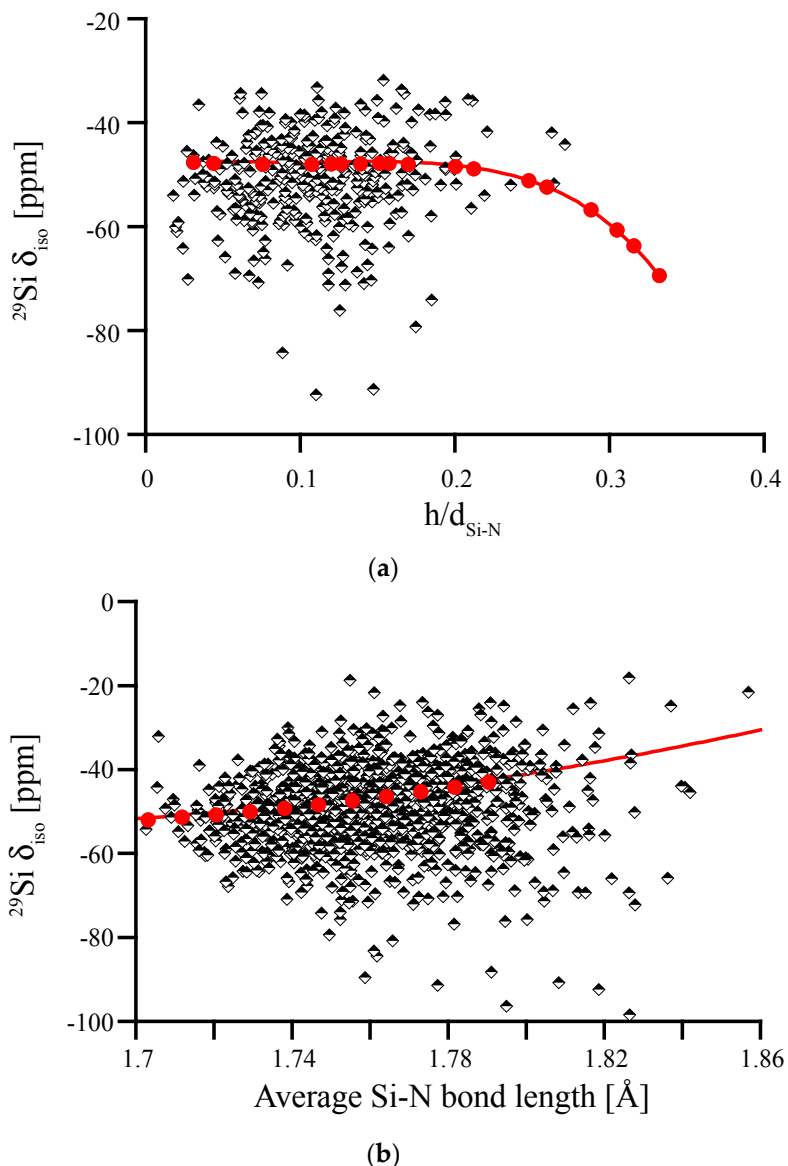 -20
-40
-60
-80
-100
²⁹Si δiso [ppm]
0 0.1 0.2 0.3 0.4
h/dSi-N
(a)
0
-20
-40
-60
-80
-100
²⁹Si δiso [ppm]
1.7 1.74 1.78 1.82 1.86
Average Si-N bond length [Å]
(b)